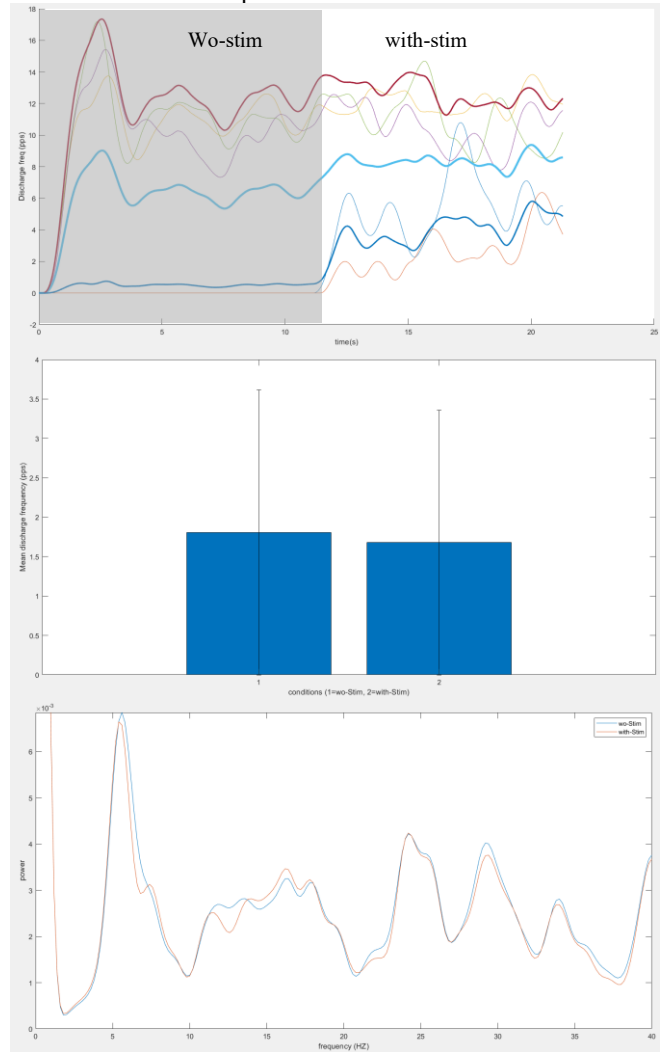 Wo-stim with-stim
18
16
14
12
10
8
6
4
2
0
-2
Discharge freq (pps)
0 5 10 15 20 25
time(s)
4
3.5
3
2.5
2
1.5
1
0.5
0
Mean discharge frequency (pps)
1 2
conditions (1=wo-Stim, 2=with-Stim)
×10⁻³
wo-Stim
with-Stim
6
5
4
3
2
1
0
power
0 5 10 15 20 25 30 35 40
frequency (HZ)